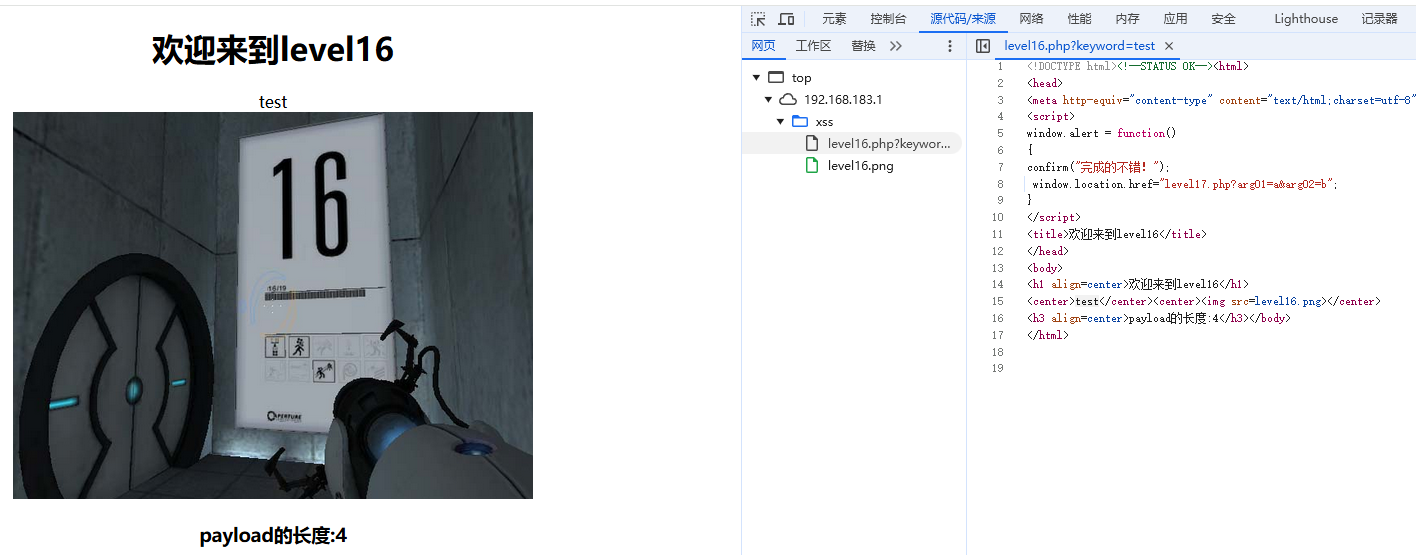 欢迎来到level16
test
16
16/19
APERTURE
payload的长度:4
元素 控制台 源代码/来源 网络 性能 内存 应用 安全 Lighthouse 记录器
网页 工作区 替换
level16.php?keyword=test ×
top
192.168.183.1
xss
level16.php?keywor...
level16.png
1 <!DOCTYPE html><!--STATUS OK--><html>
2 <head>
3 <meta http-equiv="content-type" content="text/html;charset=utf-8"
4 <script>
5 window.alert = function()
6 {
7 confirm("完成的不错！");
8 window.location.href="level17.php?arg01=a&arg02=b";
9 }
10 </script>
11 <title>欢迎来到level16</title>
12 </head>
13 <body>
14 <h1 align=center>欢迎来到level16</h1>
15 <center>test</center><center><img src=level16.png></center>
16 <h3 align=center>payload的长度:4</h3></body>
17 </html>
18
19